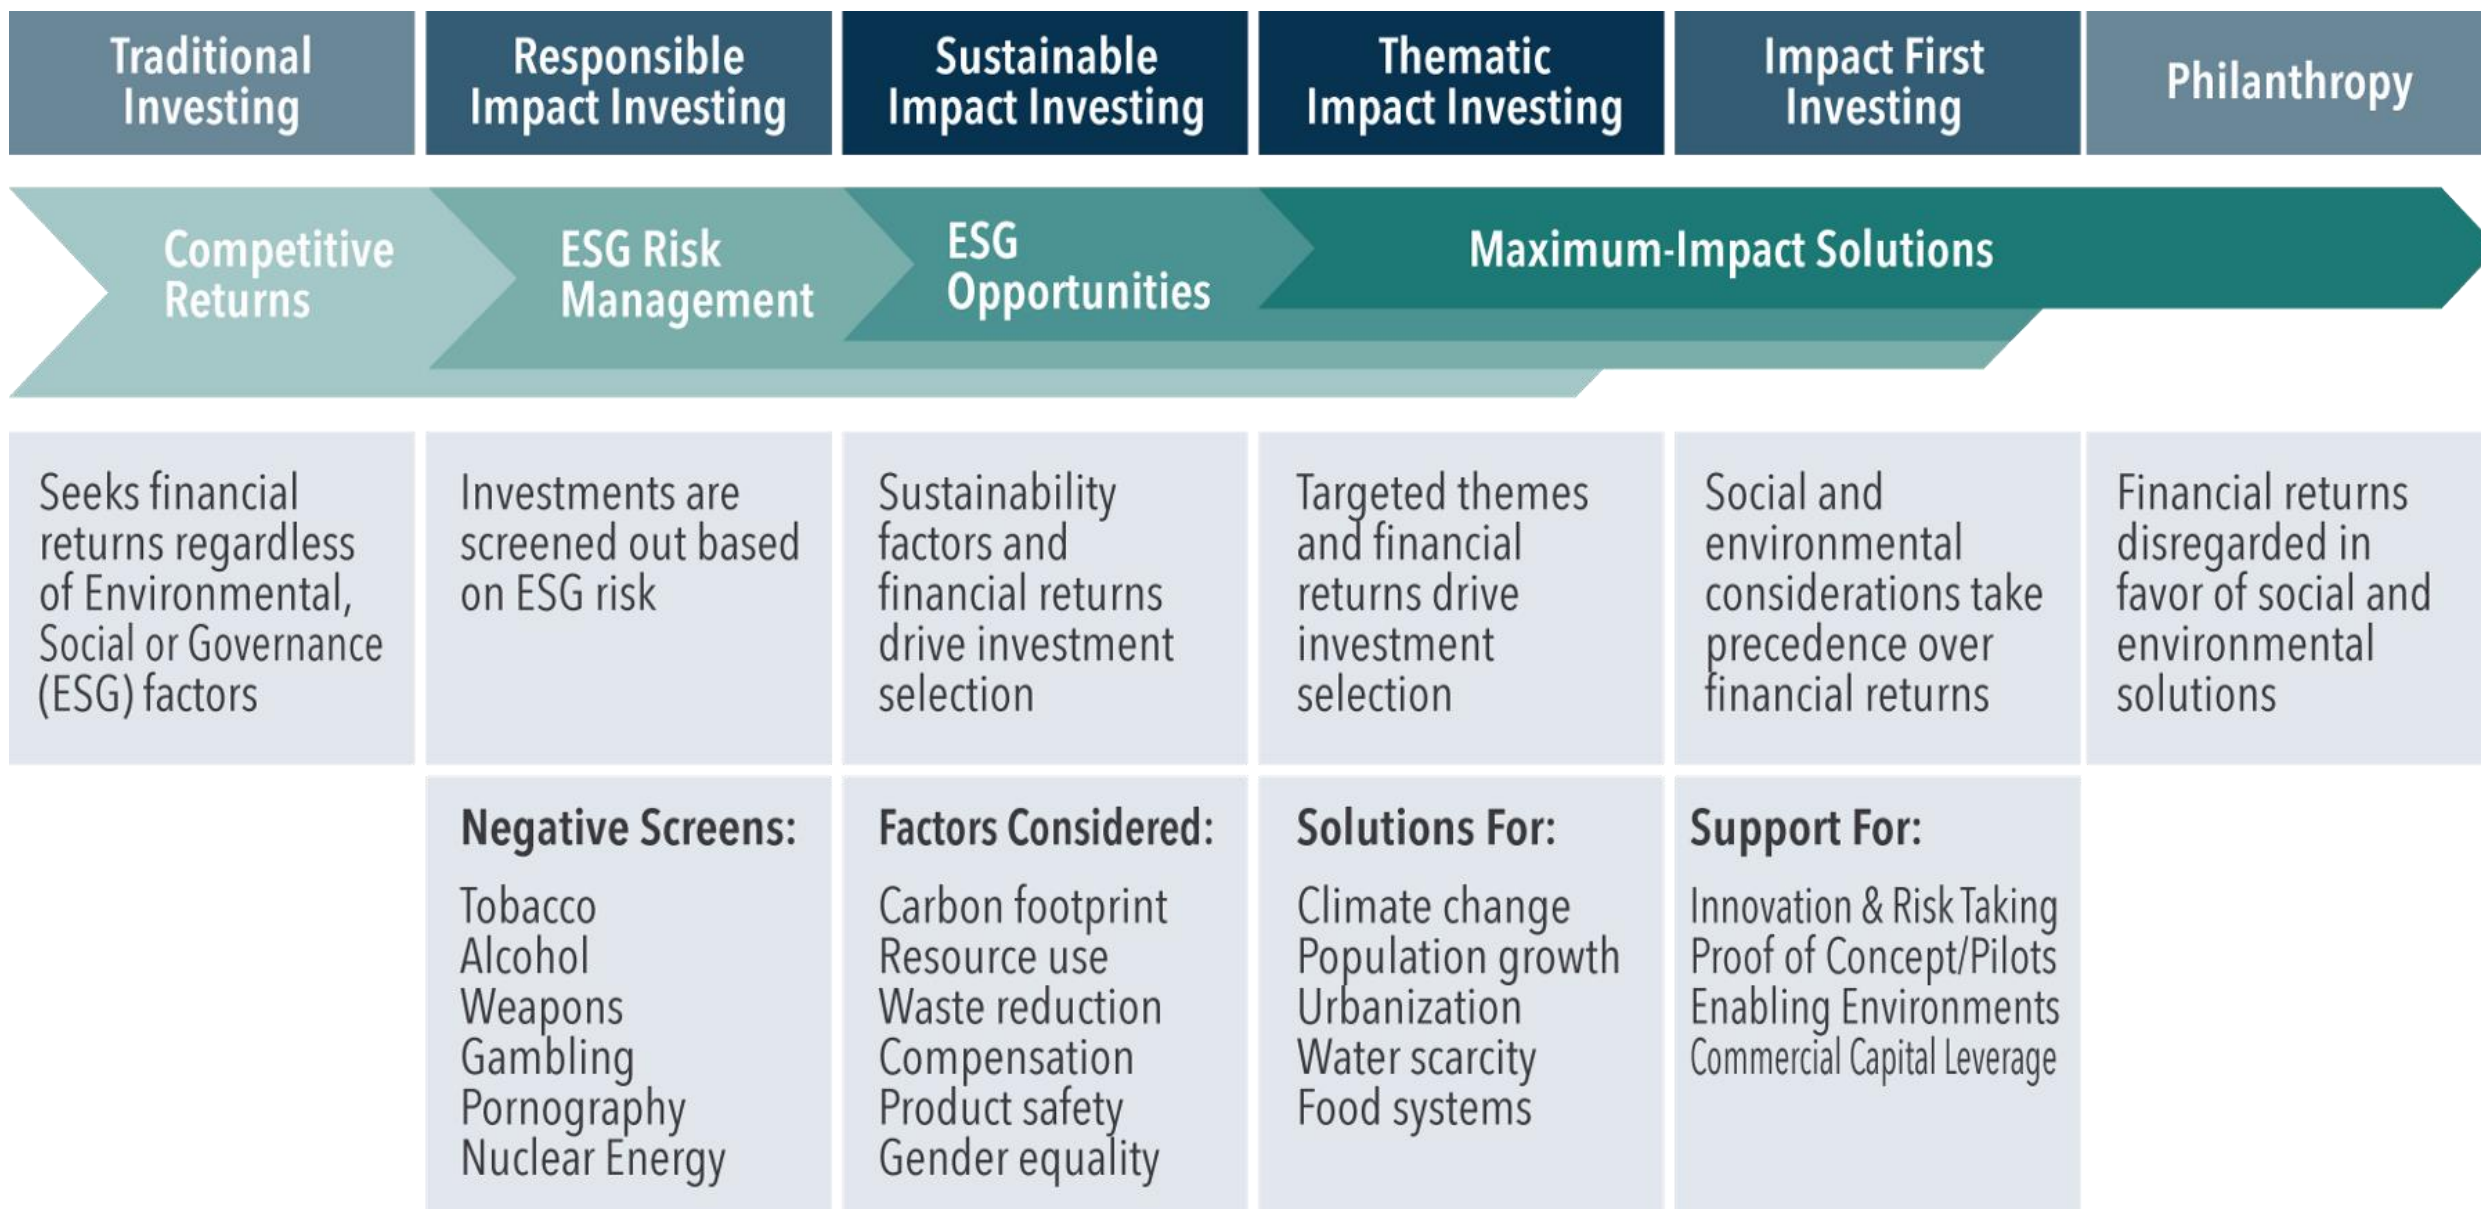 Traditional
Investing
Responsible
Impact Investing
Sustainable
Impact Investing
Thematic
Impact Investing
Impact First
Investing
Philanthropy
Competitive
Returns
ESG Risk
Management
ESG
Opportunities
Maximum-Impact Solutions
Seeks financial
returns regardless
of Environmental,
Social or Governance
(ESG) factors
Investments are
screened out based
on ESG risk
Sustainability
factors and
financial returns
drive investment
selection
Targeted themes
and financial
returns drive
investment
selection
Social and
environmental
considerations take
precedence over
financial returns
Financial returns
disregarded in
favor of social and
environmental
solutions
Negative Screens:
Tobacco
Alcohol
Weapons
Gambling
Pornography
Nuclear Energy
Factors Considered:
Carbon footprint
Resource use
Waste reduction
Compensation
Product safety
Gender equality
Solutions For:
Climate change
Population growth
Urbanization
Water scarcity
Food systems
Support For:
Innovation & Risk Taking
Proof of Concept/Pilots
Enabling Environments
Commercial Capital Leverage